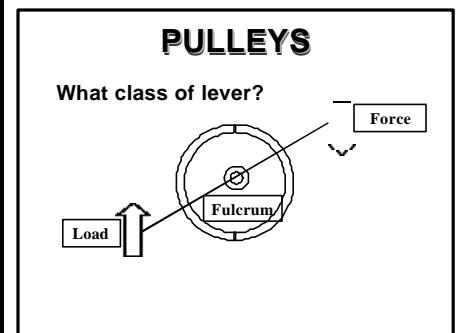 PULLEYS
What class of lever?
Force
Fulcrum
Load